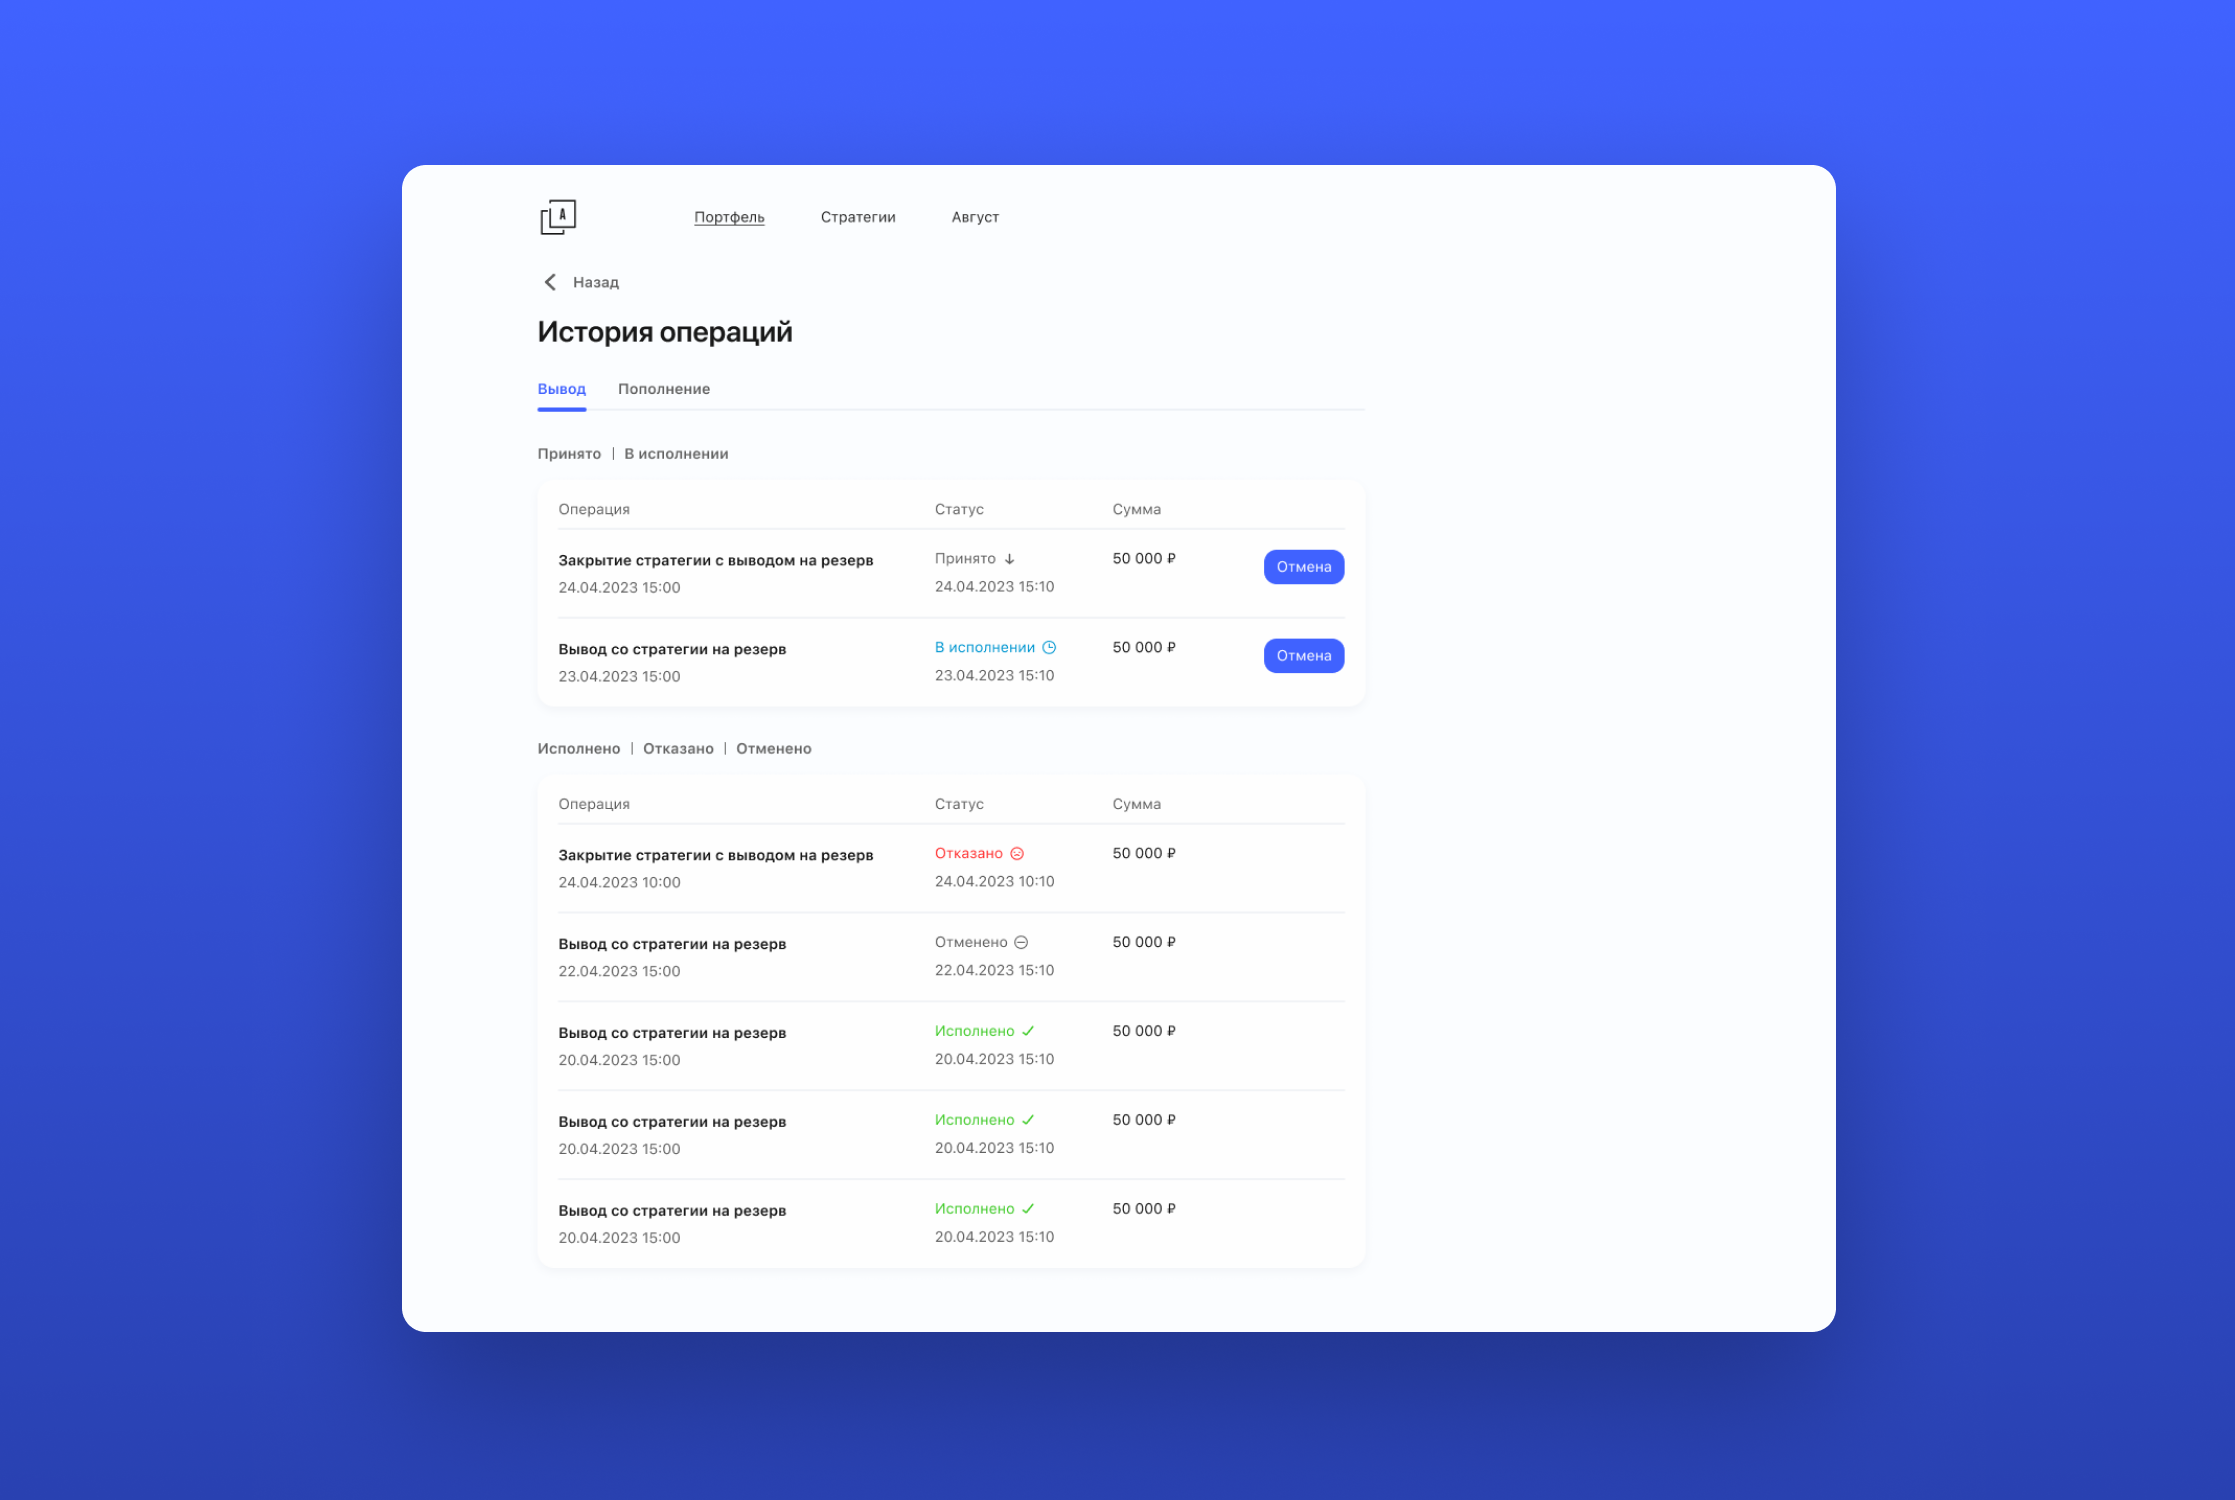 A
Портфель Стратегии Август
Назад
История операций
Вывод Пополнение
Принято | В исполнении
Операция Статус Сумма
Закрытие стратегии с выводом на резерв Принято 50 000 ₽ Отмена
24.04.2023 15:00 24.04.2023 15:10
Вывод со стратегии на резерв В исполнении 50 000 ₽ Отмена
23.04.2023 15:00 23.04.2023 15:10
Исполнено | Отказано | Отменено
Операция Статус Сумма
Закрытие стратегии с выводом на резерв Отказано 50 000 ₽
24.04.2023 10:00 24.04.2023 10:10
Вывод со стратегии на резерв Отменено 50 000 ₽
22.04.2023 15:00 22.04.2023 15:10
Вывод со стратегии на резерв Исполнено 50 000 ₽
20.04.2023 15:00 20.04.2023 15:10
Вывод со стратегии на резерв Исполнено 50 000 ₽
20.04.2023 15:00 20.04.2023 15:10
Вывод со стратегии на резерв Исполнено 50 000 ₽
20.04.2023 15:00 20.04.2023 15:10